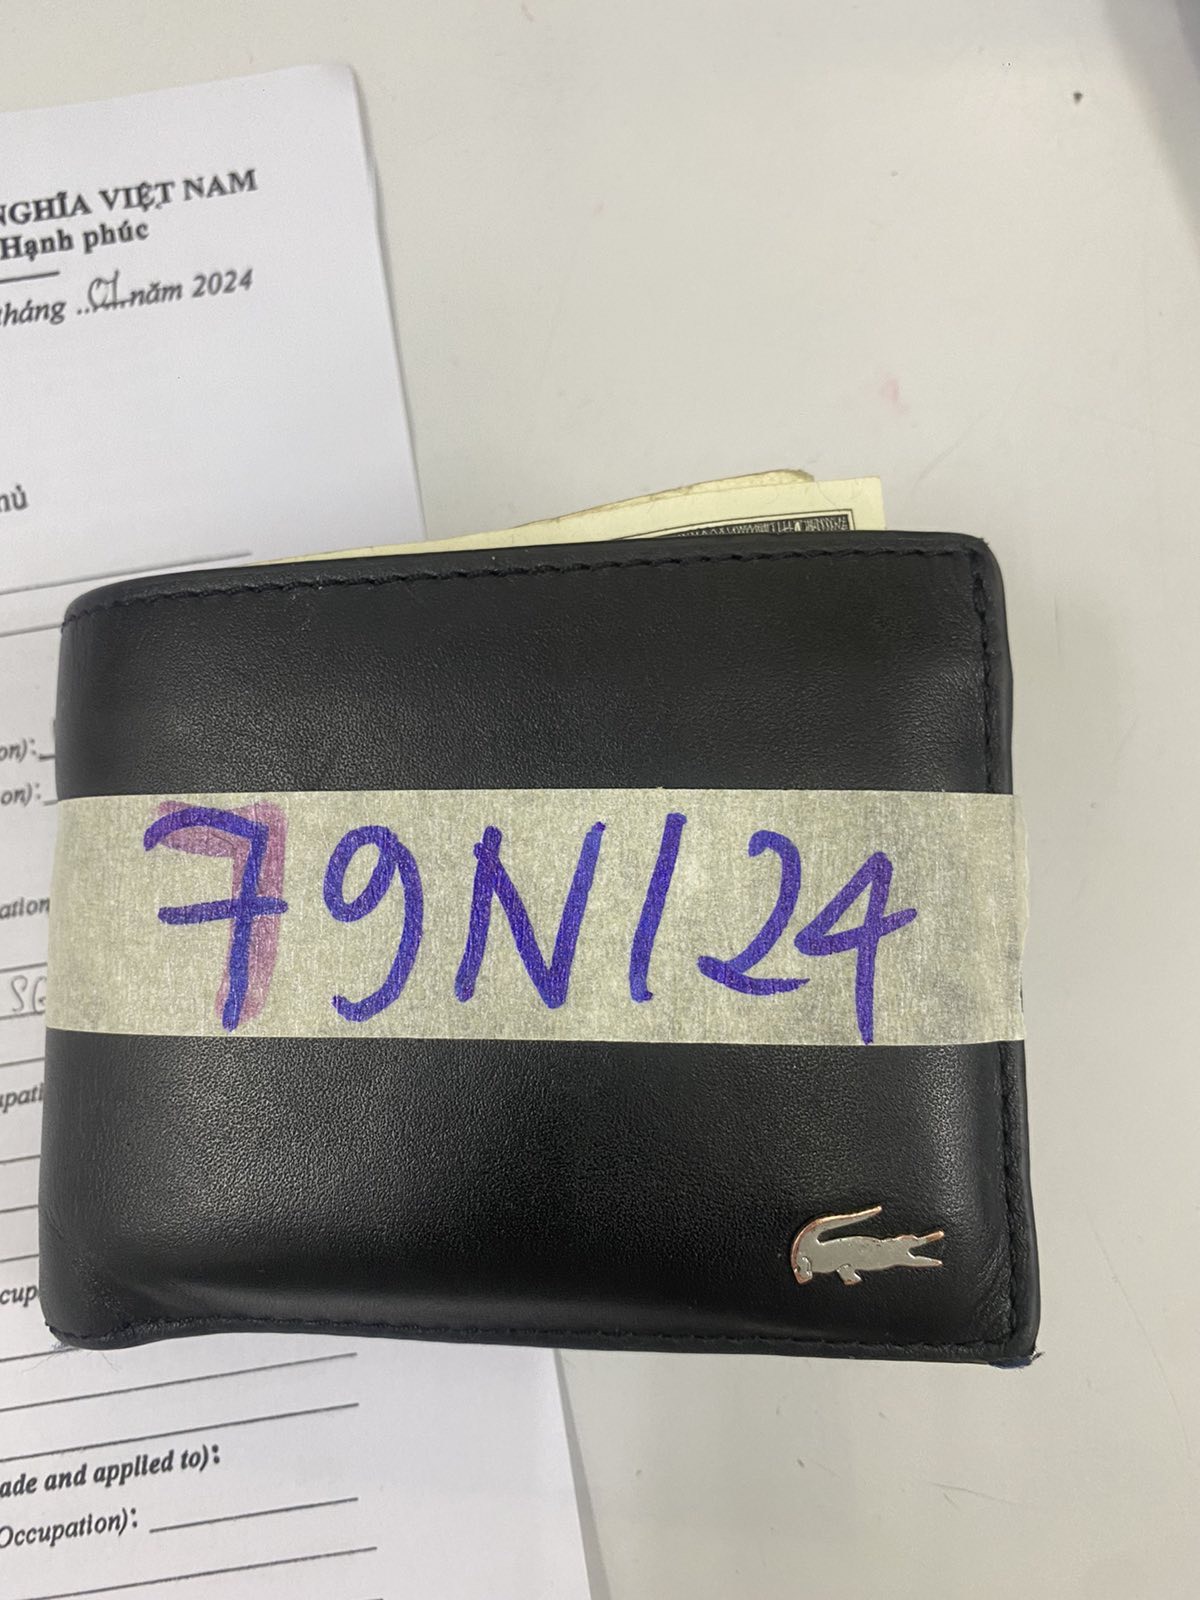 NGHĨA VIỆT NAM
Hạnh phúc
tháng ..01..năm 2024
hủ
on):
on):
ation
SG
upati
79N124
cup
ade and applied to):
Occupation):